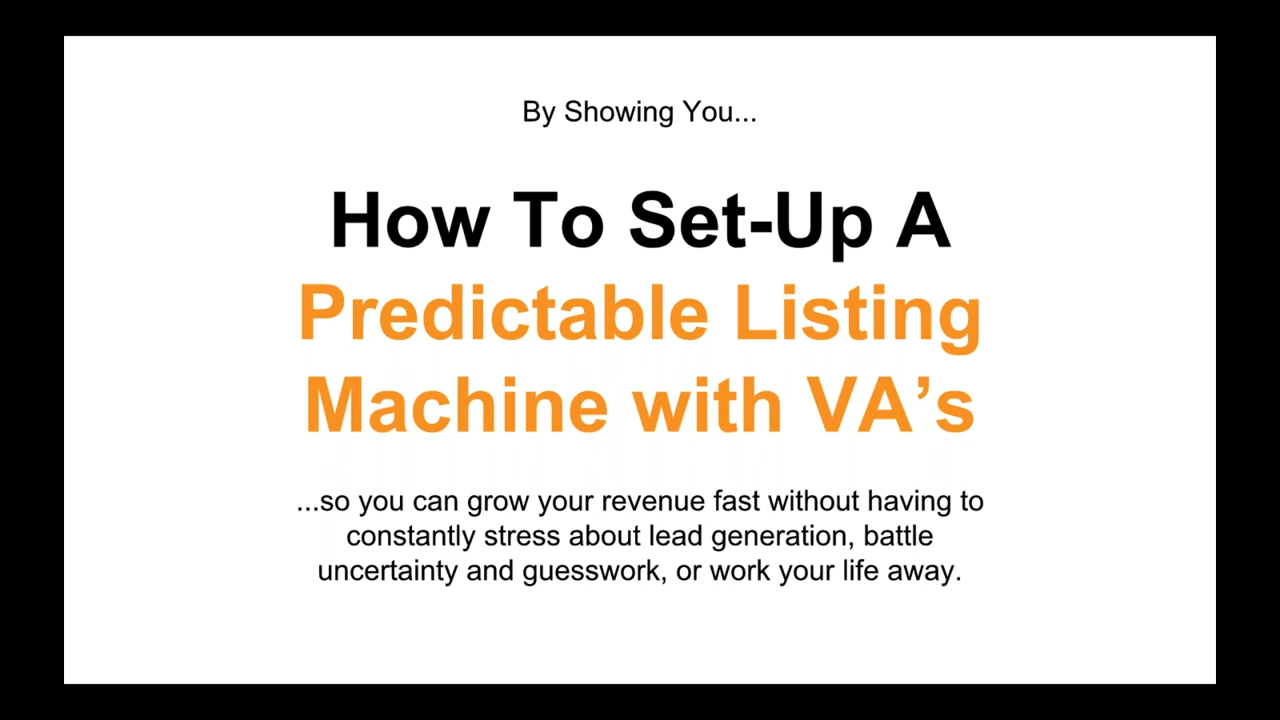 By Showing You...
How To Set-Up A
Predictable Listing
Machine with VA’s
...so you can grow your revenue fast without having to
constantly stress about lead generation, battle
uncertainty and guesswork, or work your life away.